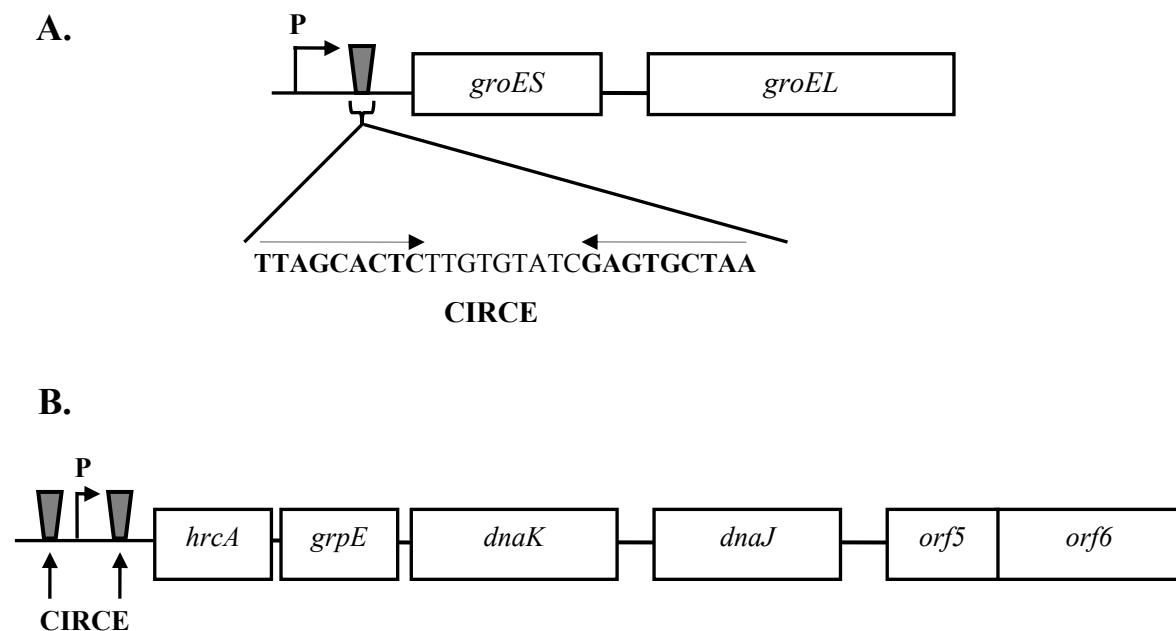 A.
P
groES groEL
TTAGCACTCTTGTGTATCGAGTGCTAA
CIRCE
B.
P
hrcA grpE dnaK dnaJ orf5 orf6
CIRCE